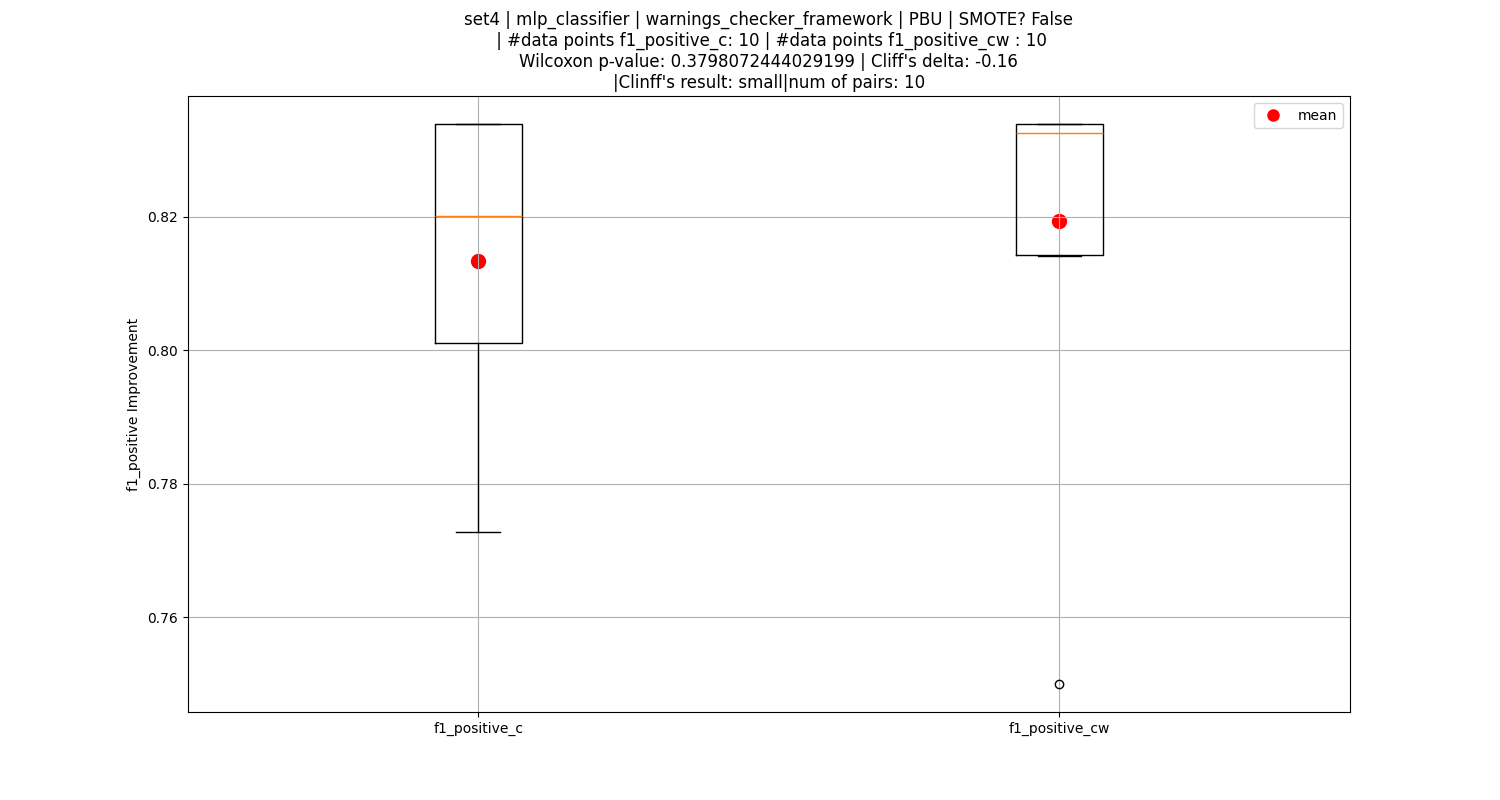 set4 | mlp_classifier | warnings_checker_framework | PBU | SMOTE? False
| #data points f1_positive_c: 10 | #data points f1_positive_cw : 10
Wilcoxon p-value: 0.3798072444029199 | Cliff's delta: -0.16
|Clinff's result: small|num of pairs: 10
mean
f1_positive Improvement
0.82
0.80
0.78
0.76
f1_positive_c
f1_positive_cw